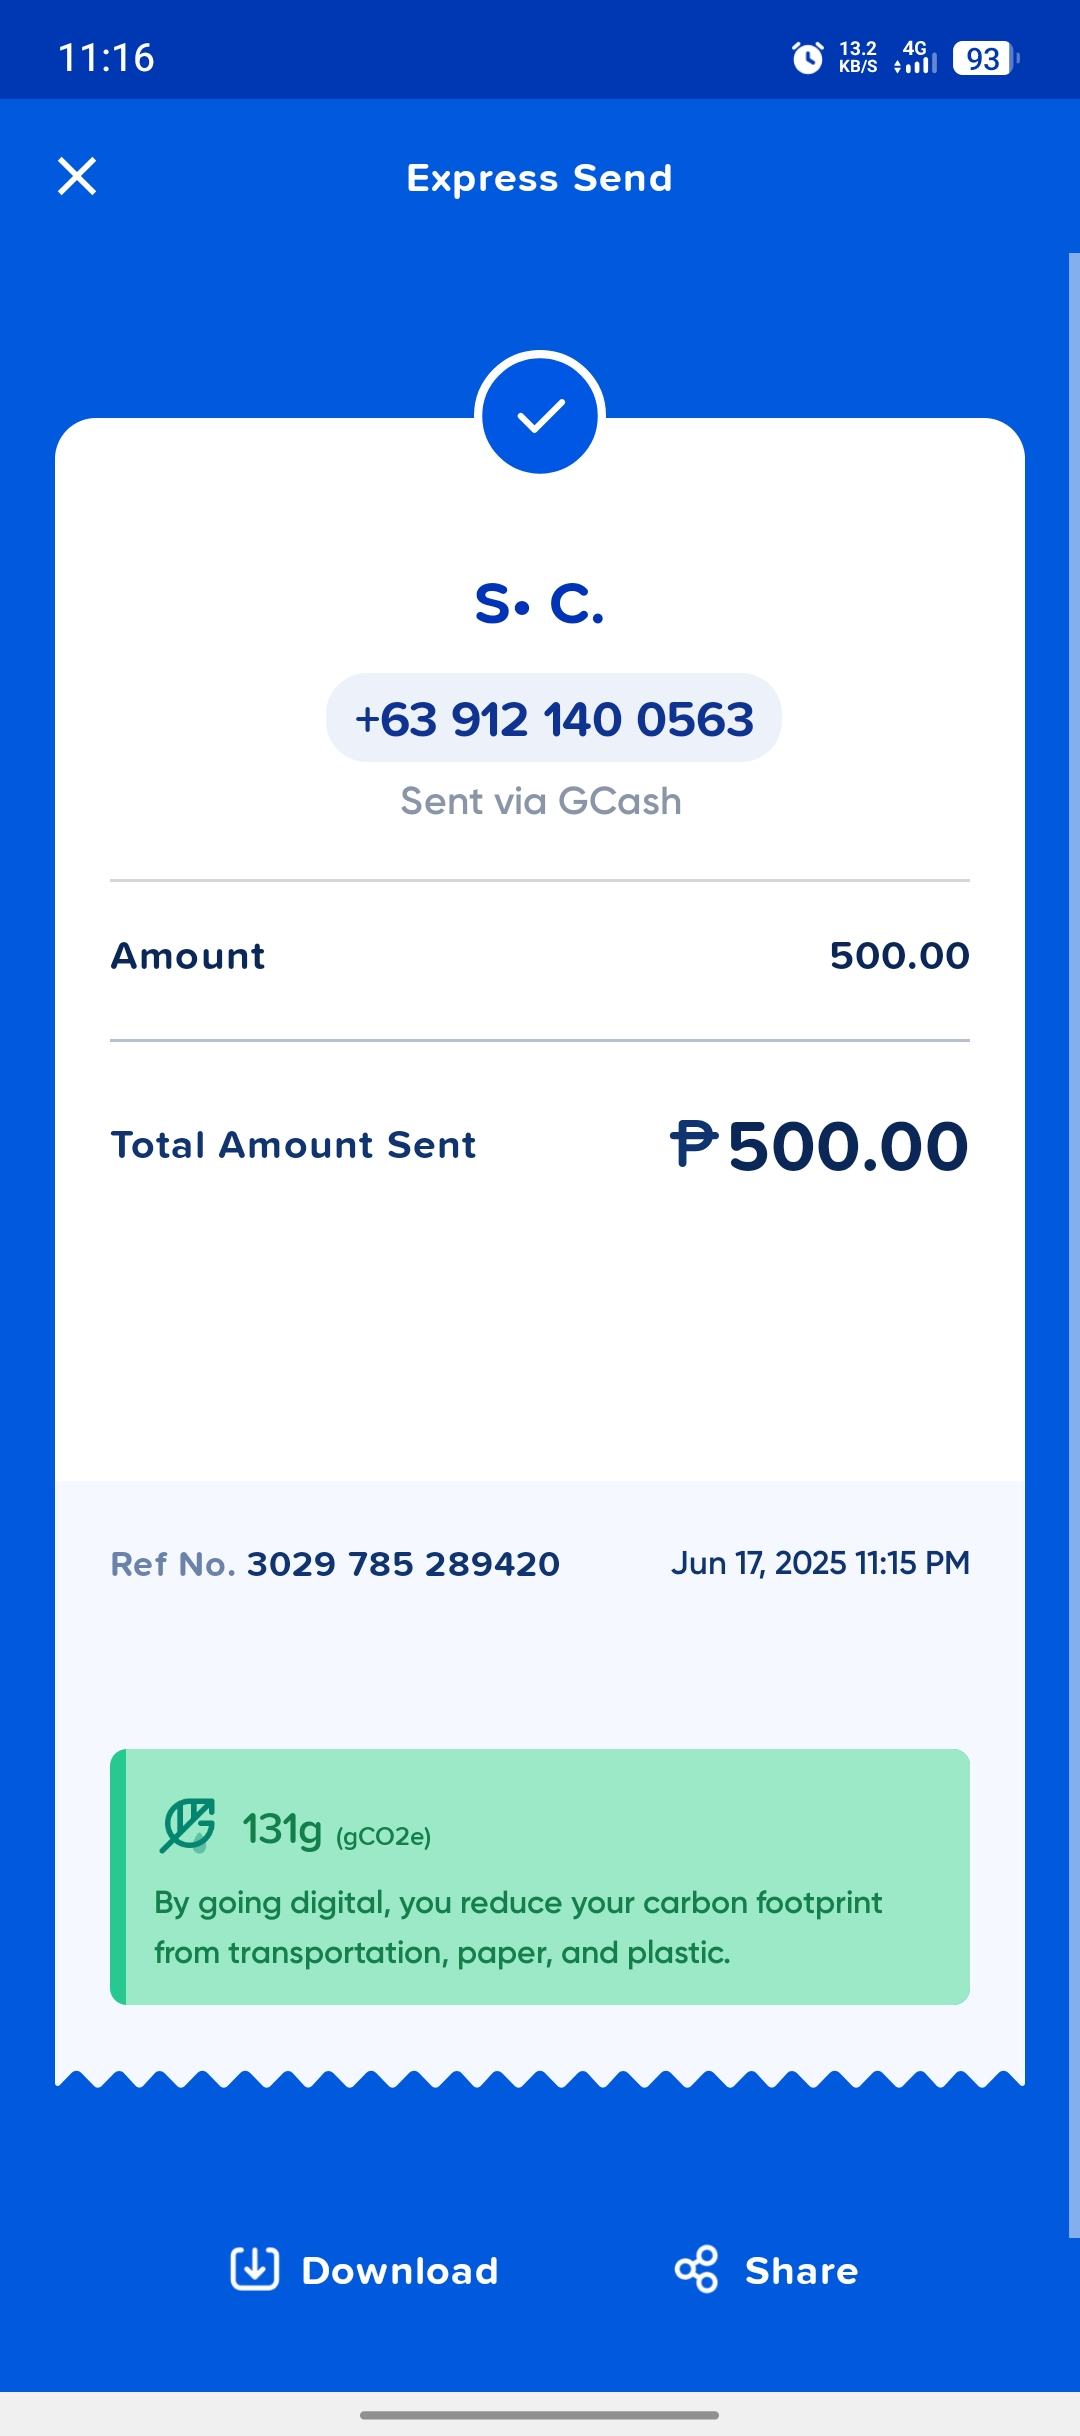 11:16
13.2
KB/S
4G
93
Express Send
S• C.
+63 912 140 0563
Sent via GCash
Amount 500.00
Total Amount Sent ₱500.00
Ref No. 3029 785 289420 Jun 17, 2025 11:15 PM
131g (gCO2e)
By going digital, you reduce your carbon footprint
from transportation, paper, and plastic.
Download Share